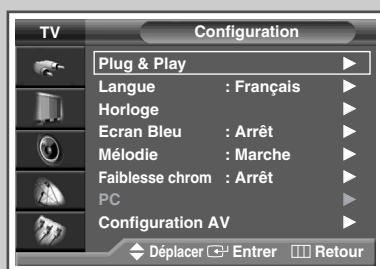 TV Configuration
Plug & Play
Langue : Français
Horloge
Ecran Bleu : Arrêt
Mélodie : Marche
Faiblesse chrom : Arrêt
PC
Configuration AV
Déplacer Entrer Retour